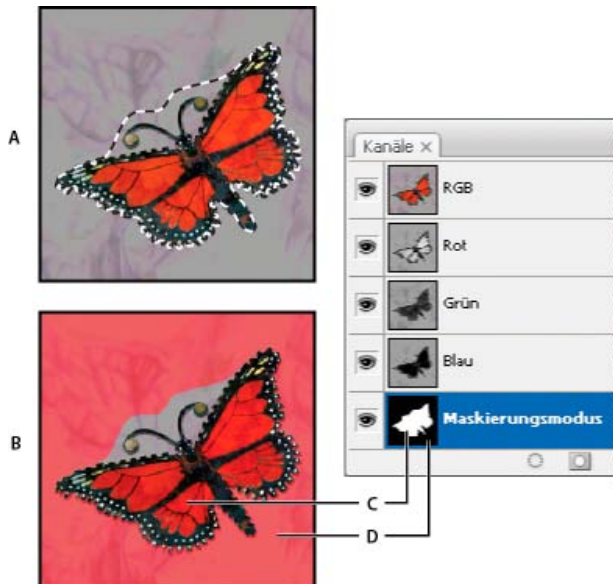 A
Kanäle ×
RGB
Rot
Grün
Blau
Maskierungsmodus
B
C
D